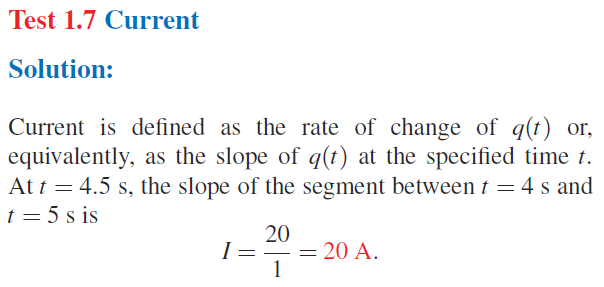 Test 1.7 Current
Solution:
Current is defined as the rate of change of q(t) or,
equivalently, as the slope of q(t) at the specified time t.
At t = 4.5 s, the slope of the segment between t = 4 s and
t = 5 s is
I = 20/1 = 20 A.